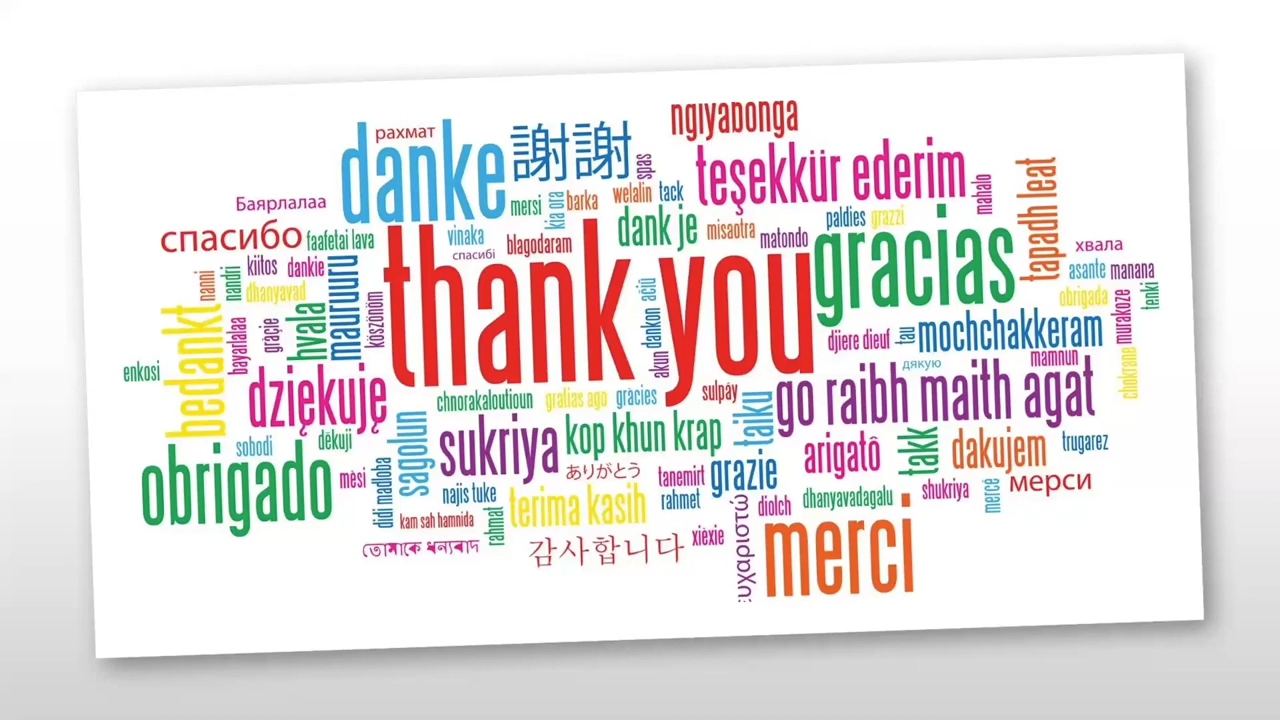 ngiyabonga
рахмат
danke
謝謝
spas
teşekkür ederim
mahalo
tapadh leat
Баярлалаа
mersi
kia ora
barka
welalin
tack
dank je
misaotra
matondo
paldies
grazzi
gracias
хвала
спасибо
faafetai lava
vinaka
спасибі
blagodaram
thank you
dankon
aciü
akun
nanni
nandri
kiitos
dankie
dhanyavad
hvala
mauruuru
köszönöm
asante
manana
obrigada
tenki
murakoze
chokrane
bedankt
bayarlalaa
gràcie
enkosi
dziękuję
djiere dieuf
tau
mochchakkeram
дякую
mamnun
chnorakaloutioun
grafias ago
gràcies
sulpáy
taiku
go raibh maith agat
sobodi
děkuji
sagolun
sukriya
kop khun krap
arigatô
takk
dakujem
trugarez
obrigado
mèsi
didi madloba
najis tuke
ありがとう
tanemirt
grazie
rahmet
diolch
dhanyavadagalu
shukriya
mercé
мерси
kam sah hamnida
rahmat
terima kasih
xièxie
감사합니다
ευχαριστώ
merci